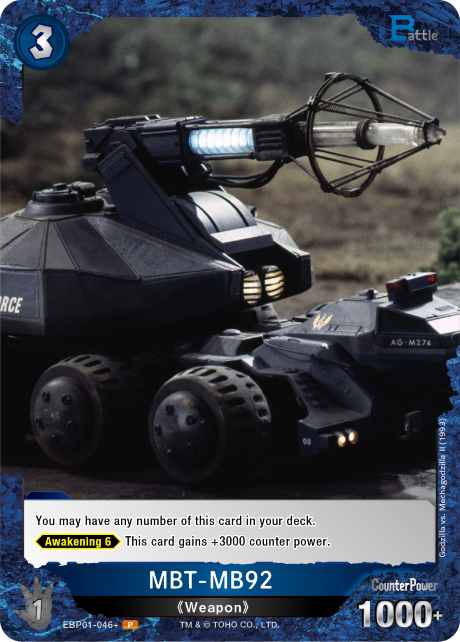 3
Battle
RCE
AG-M274
00
Godzilla vs. Mechagodzilla II (1993)
You may have any number of this card in your deck.
Awakening 6 This card gains +3000 counter power.
MBT-MB92
CounterPower
1
《Weapon》
1000+
EBP01-046+ P TM & © TOHO CO., LTD.